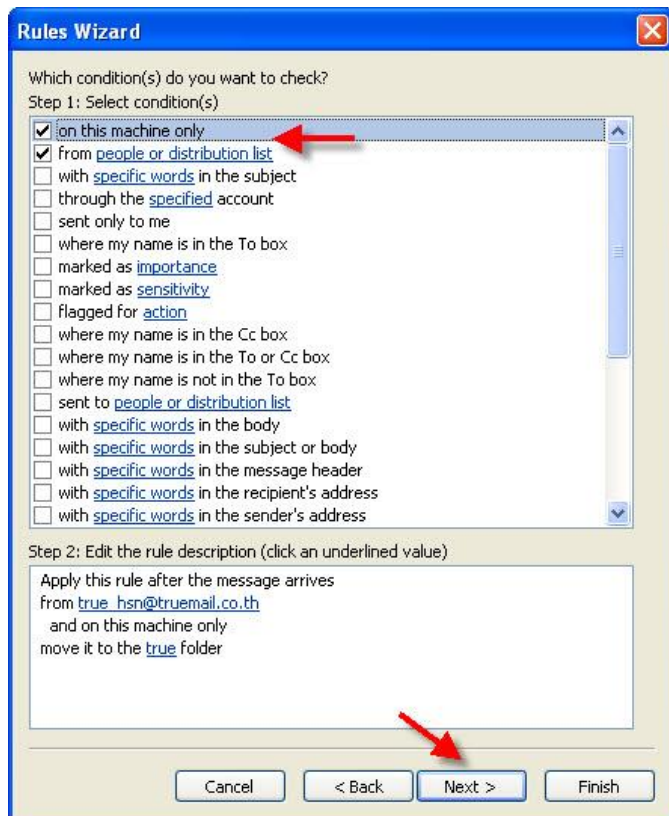 Rules Wizard
Which condition(s) do you want to check?
Step 1: Select condition(s)
on this machine only
from people or distribution list
with specific words in the subject
through the specified account
sent only to me
where my name is in the To box
marked as importance
marked as sensitivity
flagged for action
where my name is in the Cc box
where my name is in the To or Cc box
where my name is not in the To box
sent to people or distribution list
with specific words in the body
with specific words in the subject or body
with specific words in the message header
with specific words in the recipient's address
with specific words in the sender's address
Step 2: Edit the rule description (click an underlined value)
Apply this rule after the message arrives
from true_hsn@truemail.co.th
and on this machine only
move it to the true folder
Cancel
< Back
Next >
Finish